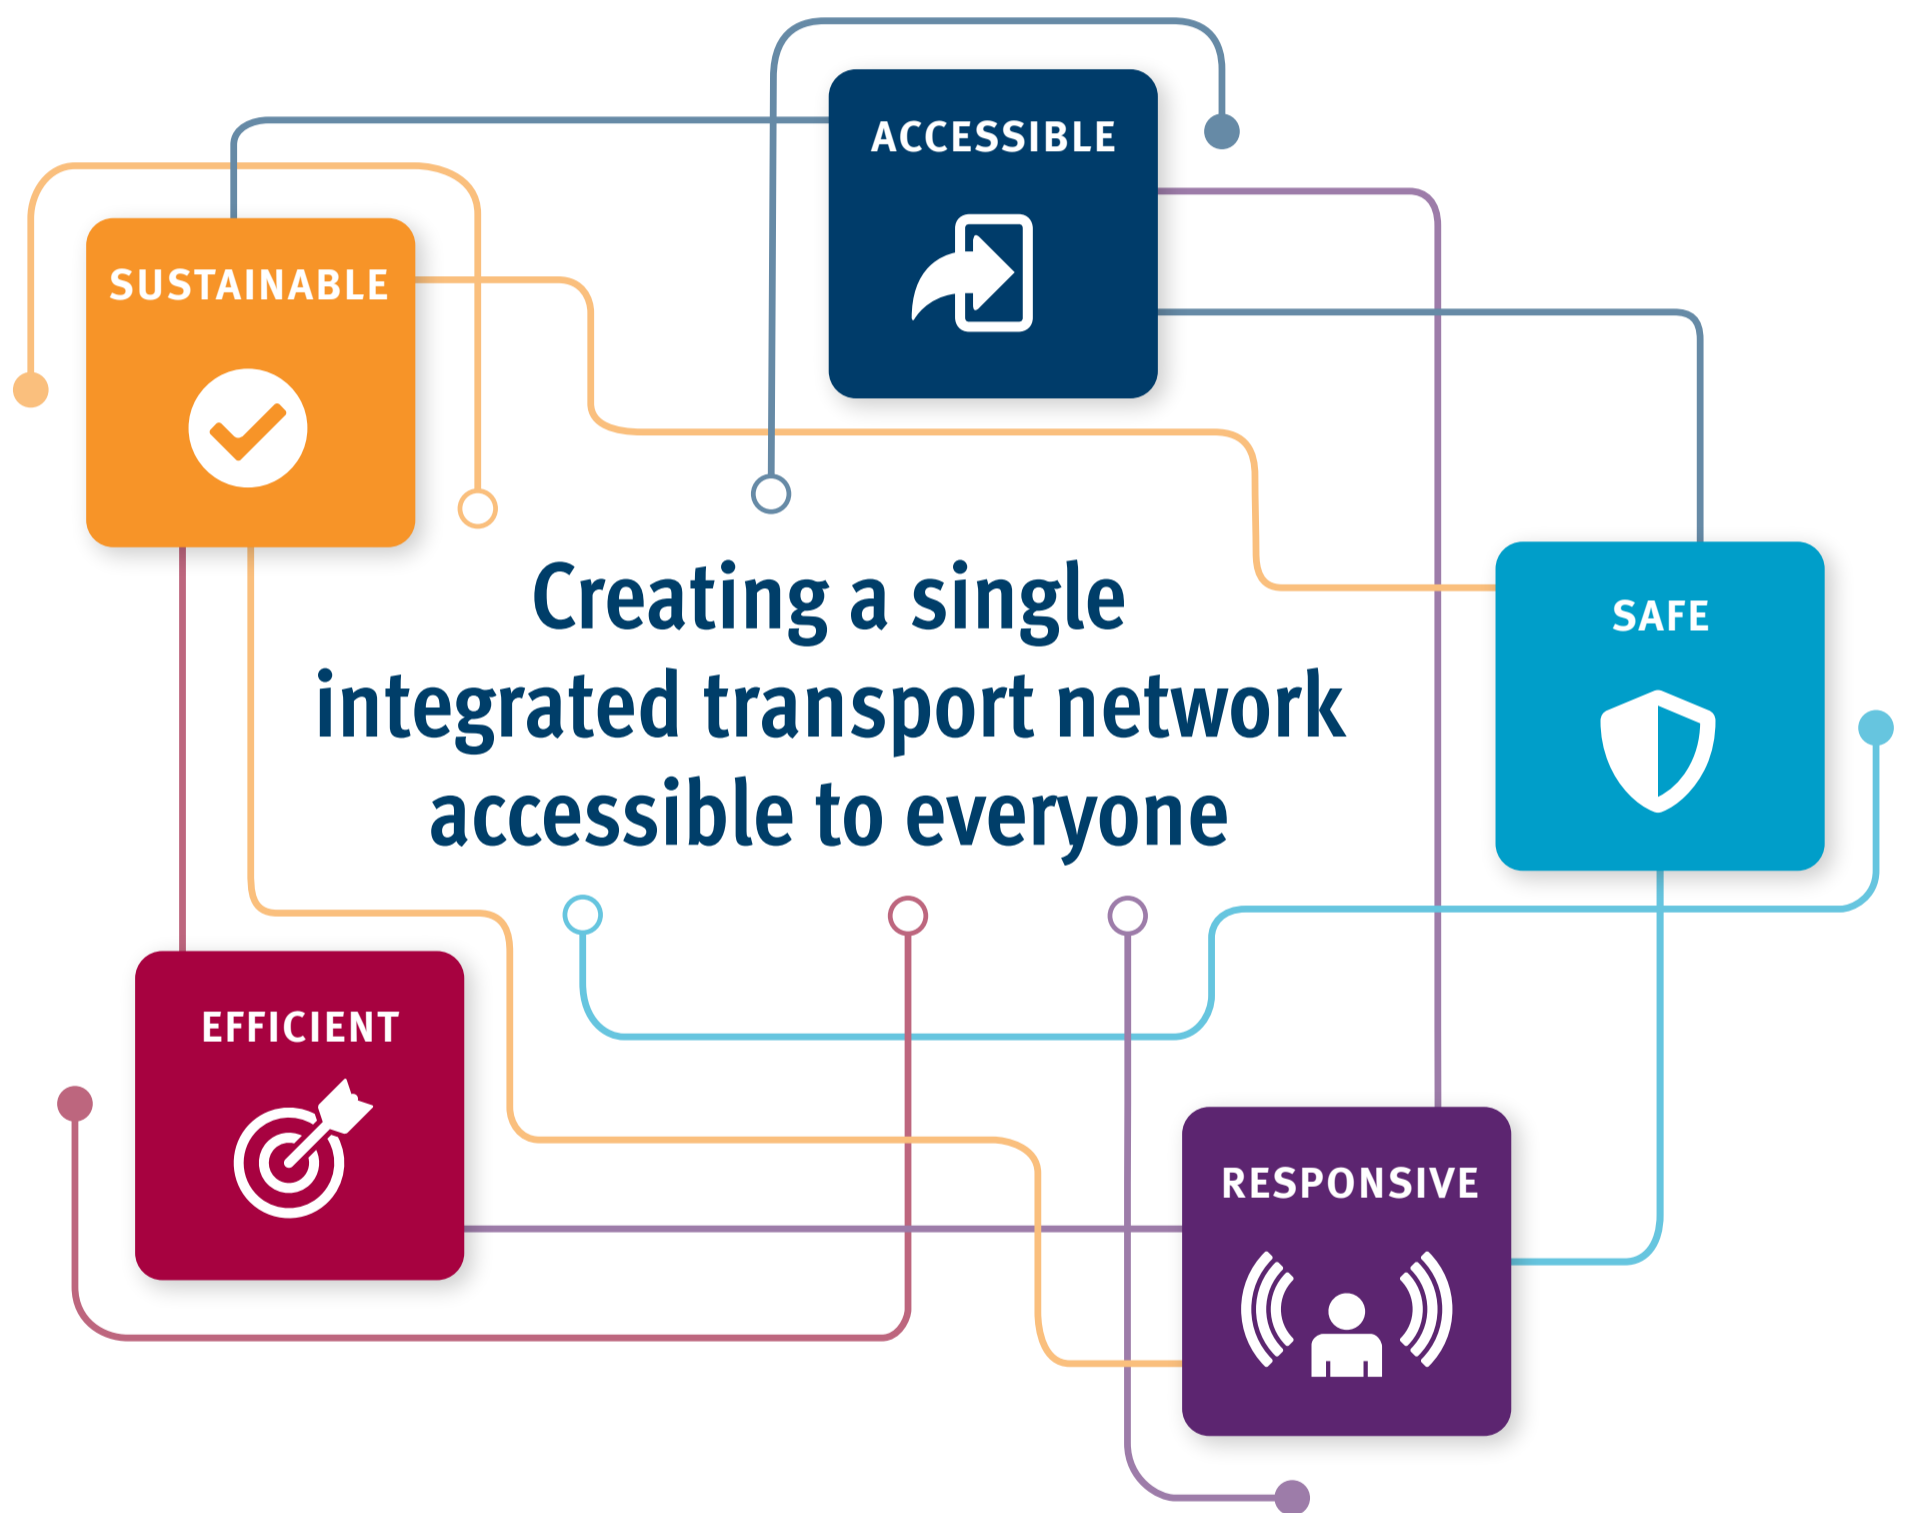 ACCESSIBLE
SUSTAINABLE
Creating a single
integrated transport network
accessible to everyone
SAFE
EFFICIENT
RESPONSIVE